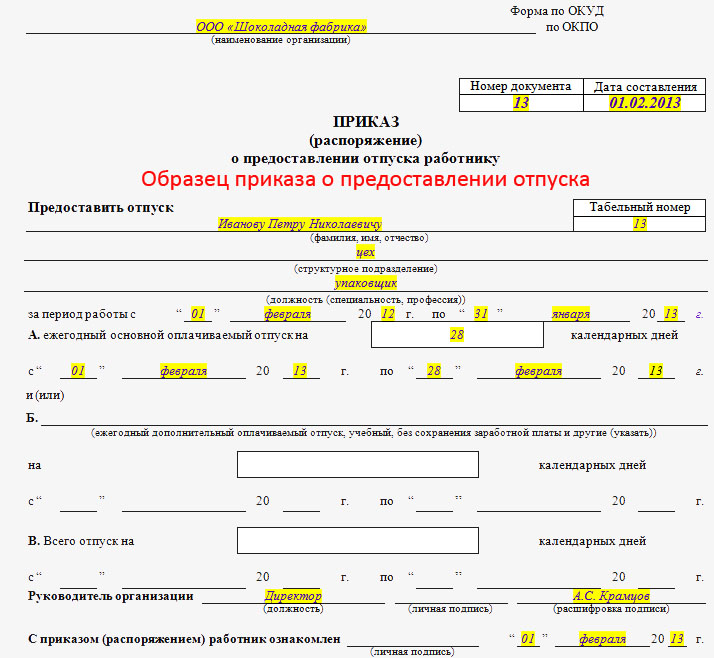 Форма по ОКУД
ООО «Шоколадная фабрика» по ОКПО
(наименование организации)
Номер документа Дата составления
13 01.02.2013
ПРИКАЗ
(распоряжение)
о предоставлении отпуска работнику
Образец приказа о предоставлении отпуска
Предоставить отпуск Табельный номер
Иванову Петру Николаевичу 13
(фамилия, имя, отчество)
цех
(структурное подразделение)
упаковщик
(должность (специальность, профессия))
за период работы с “ 01 ” февраля 20 12 г. по “ 31 ” января 20 13 г.
А. ежегодный основной оплачиваемый отпуск на 28 календарных дней
с “ 01 ” февраля 20 13 г. по “ 28 ” февраля 20 13 г.
и (или)
Б.
(ежегодный дополнительный оплачиваемый отпуск, учебный, без сохранения заработной платы и другие (указать))
на календарных дней
с “ ” 20 г. по “ ” 20 г.
В. Всего отпуск на календарных дней
с “ ” 20 г. по “ ” 20 г.
Руководитель организации Директор А.С. Крамцов
(должность) (личная подпись) (расшифровка подписи)
С приказом (распоряжением) работник ознакомлен “ 01 ” февраля 20 13 г.
(личная подпись)